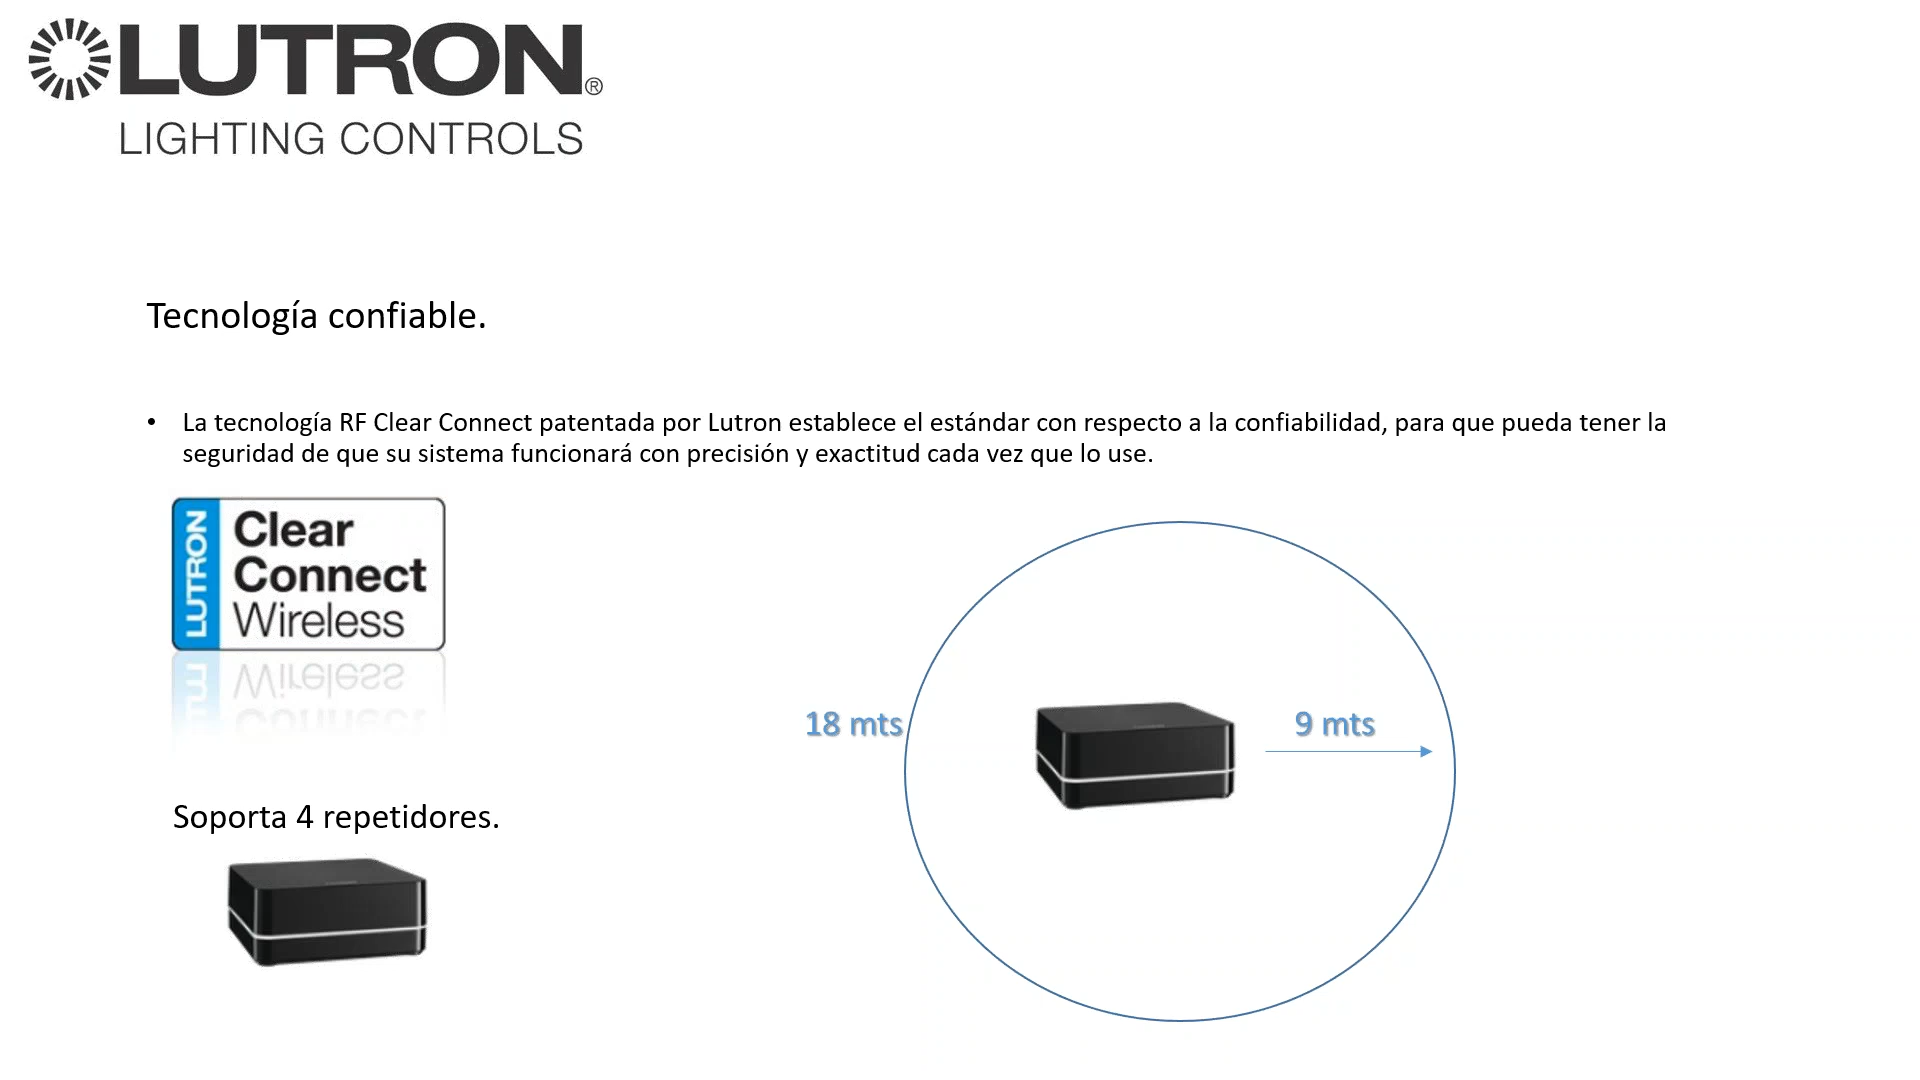 LUTRON®
LIGHTING CONTROLS
Tecnología confiable.
• La tecnología RF Clear Connect patentada por Lutron establece el estándar con respecto a la confiabilidad, para que pueda tener la
seguridad de que su sistema funcionará con precisión y exactitud cada vez que lo use.
LUTRON
Clear
Connect
Wireless
18 mts
9 mts
Soporta 4 repetidores.